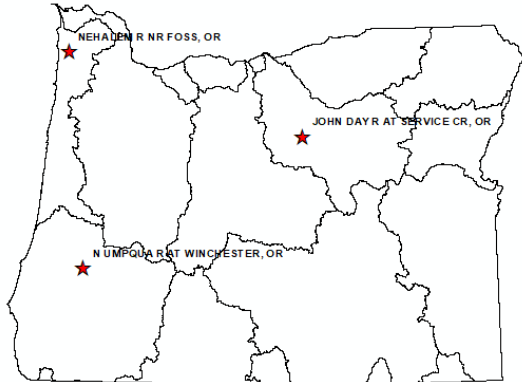 NEHALEM R NR FOSS, OR
JOHN DAY R AT SERVICE CR, OR
N UMPQUA R AT WINCHESTER, OR